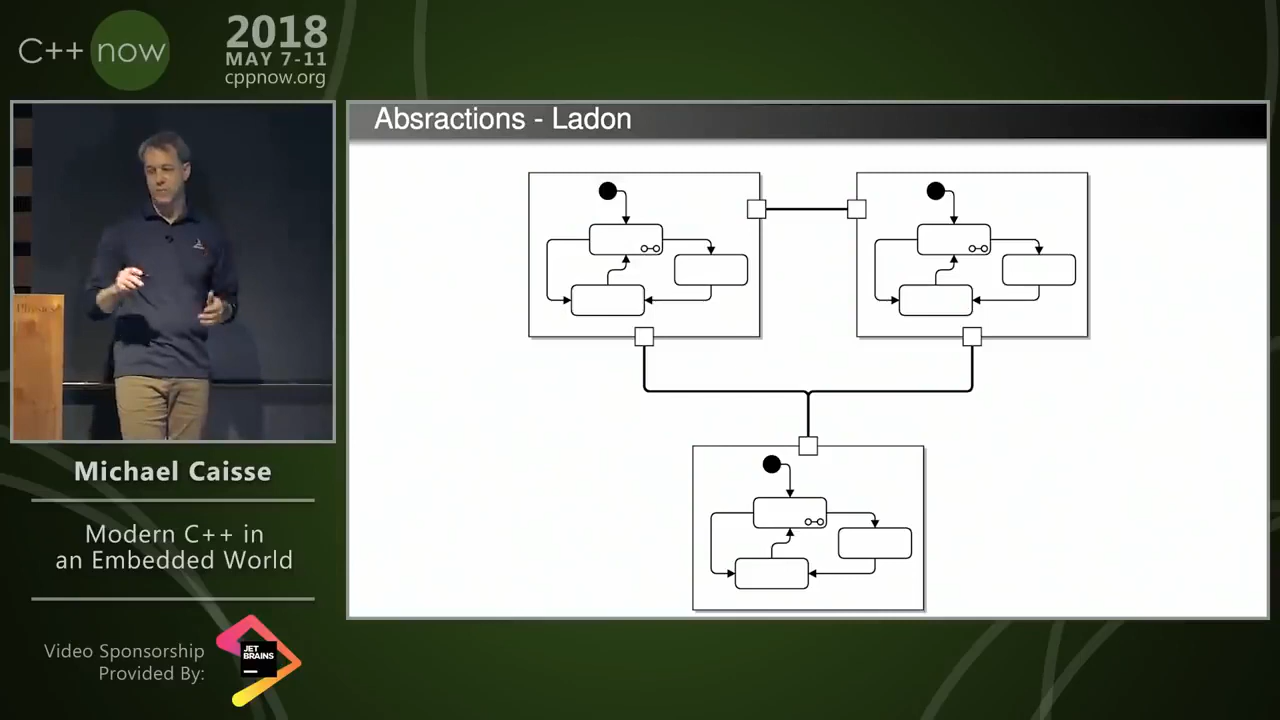 C++ now
2018
MAY 7-11
cppnow.org
Absractions - Ladon
Physics
Michael Caisse
Modern C++ in
an Embedded World
Video Sponsorship
Provided By:
JET
BRAINS